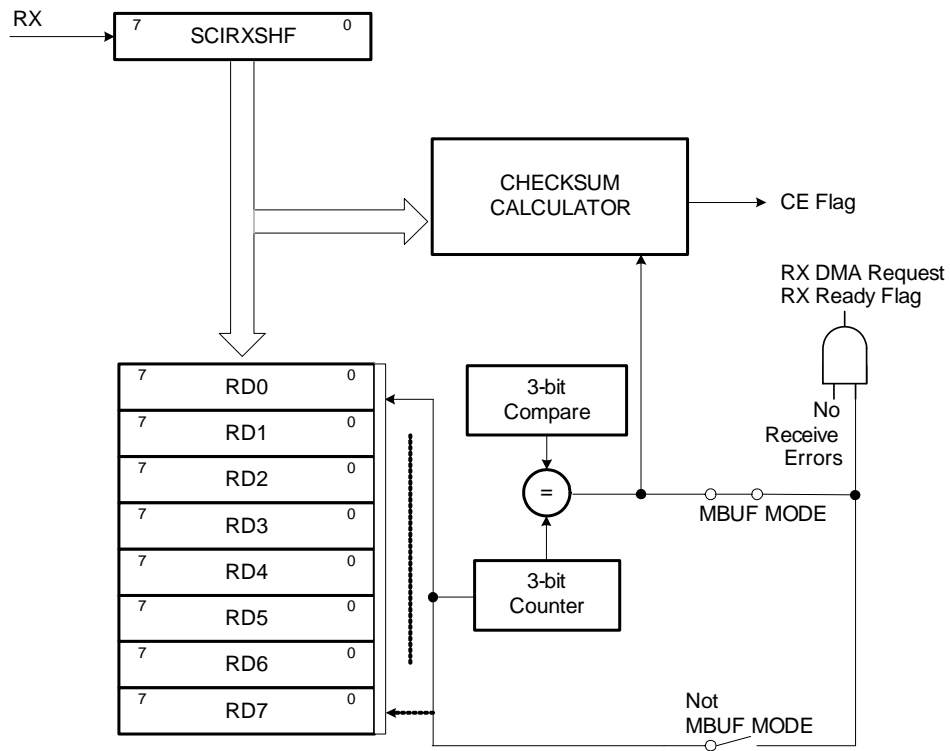 RX
7 SCIRXSHF 0
CHECKSUM
CALCULATOR
CE Flag
RX DMA Request
RX Ready Flag
7 RD0 0
7 RD1 0
7 RD2 0
7 RD3 0
7 RD4 0
7 RD5 0
7 RD6 0
7 RD7 0
3-bit
Compare
=
3-bit
Counter
No
Receive
Errors
MBUF MODE
Not
MBUF MODE